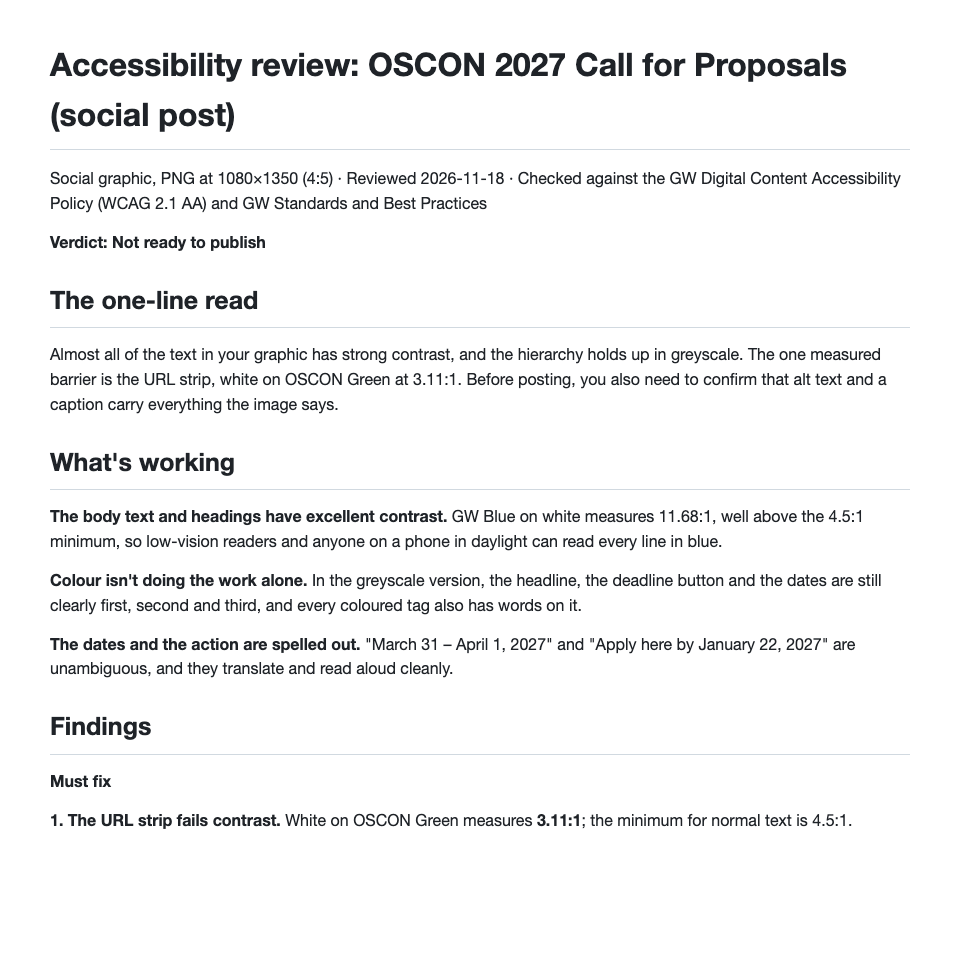 Accessibility review: OSCON 2027 Call for Proposals
(social post)
Social graphic, PNG at 1080×1350 (4:5) · Reviewed 2026-11-18 · Checked against the GW Digital Content Accessibility
Policy (WCAG 2.1 AA) and GW Standards and Best Practices
Verdict: Not ready to publish
The one-line read
Almost all of the text in your graphic has strong contrast, and the hierarchy holds up in greyscale. The one measured
barrier is the URL strip, white on OSCON Green at 3.11:1. Before posting, you also need to confirm that alt text and a
caption carry everything the image says.
What's working
The body text and headings have excellent contrast. GW Blue on white measures 11.68:1, well above the 4.5:1
minimum, so low-vision readers and anyone on a phone in daylight can read every line in blue.
Colour isn't doing the work alone. In the greyscale version, the headline, the deadline button and the dates are still
clearly first, second and third, and every coloured tag also has words on it.
The dates and the action are spelled out. "March 31 – April 1, 2027" and "Apply here by January 22, 2027" are
unambiguous, and they translate and read aloud cleanly.
Findings
Must fix
1. The URL strip fails contrast. White on OSCON Green measures 3.11:1; the minimum for normal text is 4.5:1.